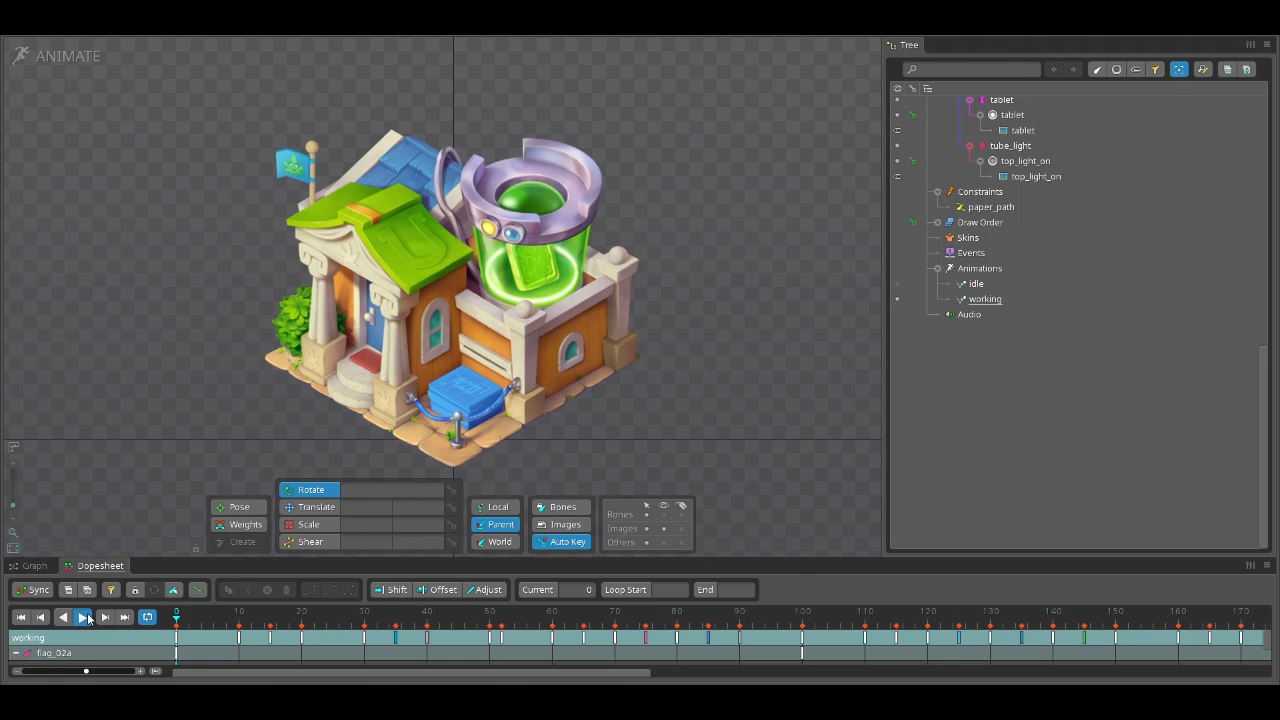 ANIMATE
Tree
tablet
tablet
tablet
tube_light
top_light_on
top_light_on
Constraints
paper_path
Draw Order
Skins
Events
Animations
idle
working
Audio
Pose
Weights
Create
Rotate
Translate
Scale
Shear
Local
Parent
World
Bones
Images
Auto Key
Bones
Images
Others
Graph
Dopesheet
Sync
Shift
Offset
Adjust
Current 0
Loop Start
End
0 10 20 30 40 50 60 70 80 90 100 110 120 130 140 150 160 170
working
flag_02a